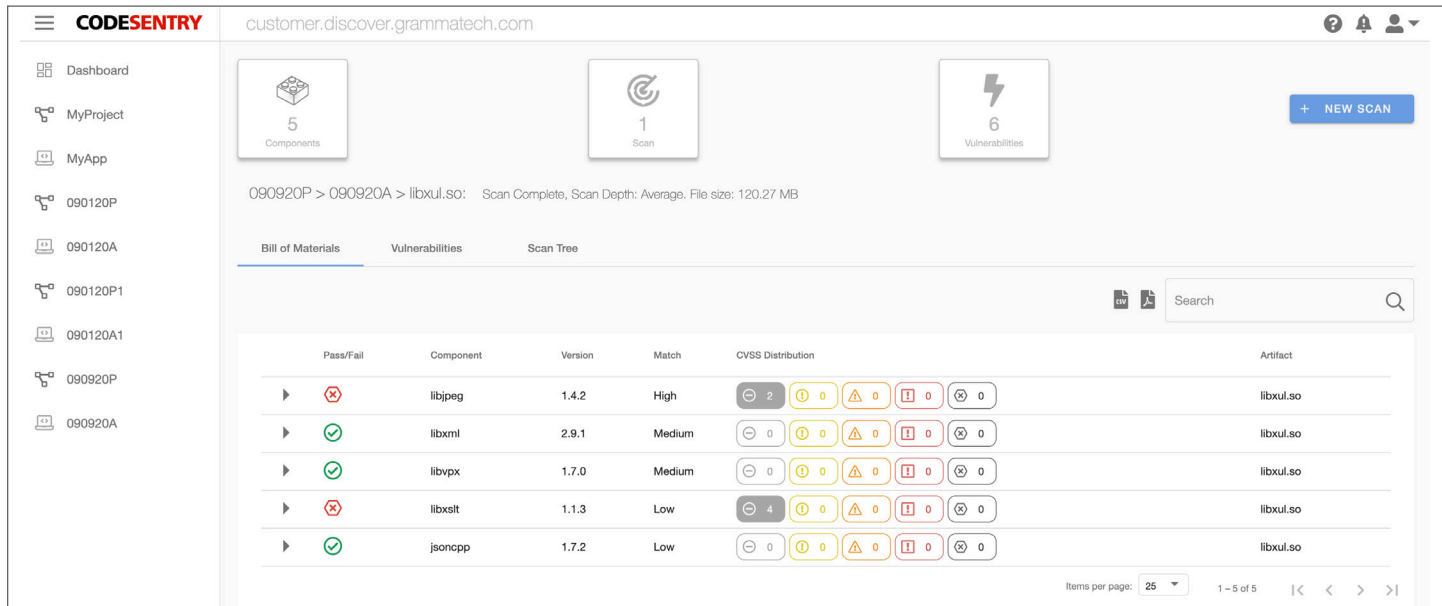 CODESENTRY customer.discover.grammatech.com
Dashboard
MyProject
MyApp
090120P
090120A
090120P1
090120A1
090920P
090920A
5
Components
1
Scan
6
Vulnerabilities
+ NEW SCAN
090920P > 090920A > libxul.so: Scan Complete, Scan Depth: Average. File size: 120.27 MB
Bill of Materials Vulnerabilities Scan Tree
CSV Search
Pass/Fail Component Version Match CVSS Distribution Artifact
libjpeg 1.4.2 High 2 0 0 0 0 libxul.so
libxml 2.9.1 Medium 0 0 0 0 0 libxul.so
libvpx 1.7.0 Medium 0 0 0 0 0 libxul.so
libxslt 1.1.3 Low 4 0 0 0 0 libxul.so
jsoncpp 1.7.2 Low 0 0 0 0 0 libxul.so
Items per page: 25 1 – 5 of 5